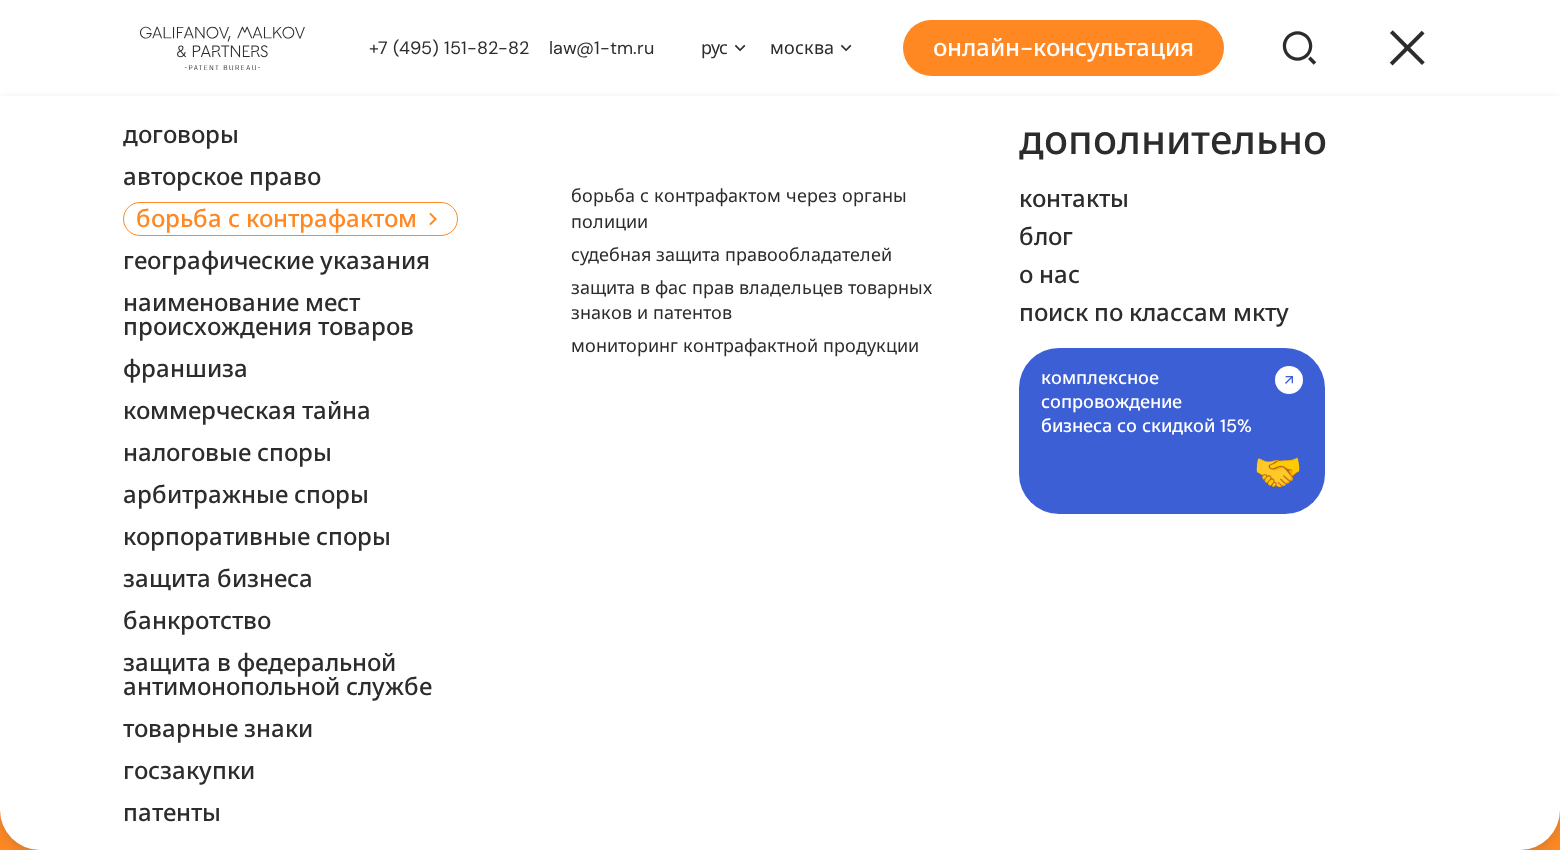 GALIFANOV, MALKOV
& PARTNERS
-PATENT BUREAU-
+7 (495) 151-82-82
law@1-tm.ru
рус
москва
онлайн-консультация
договоры
авторское право
борьба с контрафактом
географические указания
наименование мест
происхождения товаров
франшиза
коммерческая тайна
налоговые споры
арбитражные споры
корпоративные споры
защита бизнеса
банкротство
защита в федеральной
антимонопольной службе
товарные знаки
госзакупки
патенты
борьба с контрафактом через органы
полиции
судебная защита правообладателей
защита в фас прав владельцев товарных
знаков и патентов
мониторинг контрафактной продукции
дополнительно
контакты
блог
о нас
поиск по классам мкту
комплексное
сопровождение
бизнеса со скидкой 15%